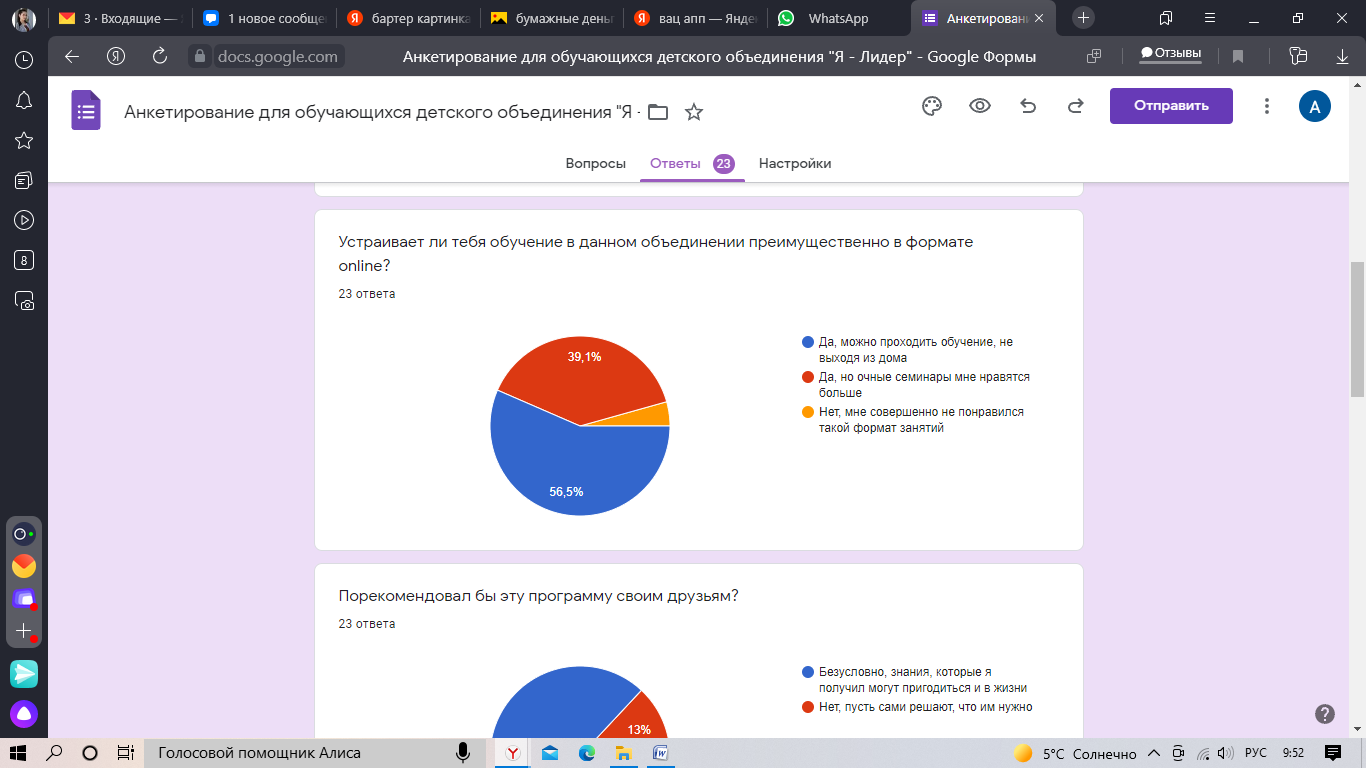 3 · Входящие —
1 новое сообще
бартер картинка
бумажные день
вац апп — Янде
WhatsApp
Анкетирован
docs.google.com
Анкетирование для обучающихся детского объединения "Я - Лидер" - Google Формы
Отзывы
Анкетирование для обучающихся детского объединения "Я -
Отправить
А
Вопросы
Ответы 23
Настройки
Устраивает ли тебя обучение в данном объединении преимущественно в формате
online?
23 ответа
39,1%
56,5%
Да, можно проходить обучение, не
выходя из дома
Да, но очные семинары мне нравятся
больше
Нет, мне совершенно не понравился
такой формат занятий
Порекомендовал бы эту программу своим друзьям?
23 ответа
13%
Безусловно, знания, которые я
получил могут пригодиться и в жизни
Нет, пусть сами решают, что им нужно
8
Голосовой помощник Алиса
5°C Солнечно
РУС
9:52